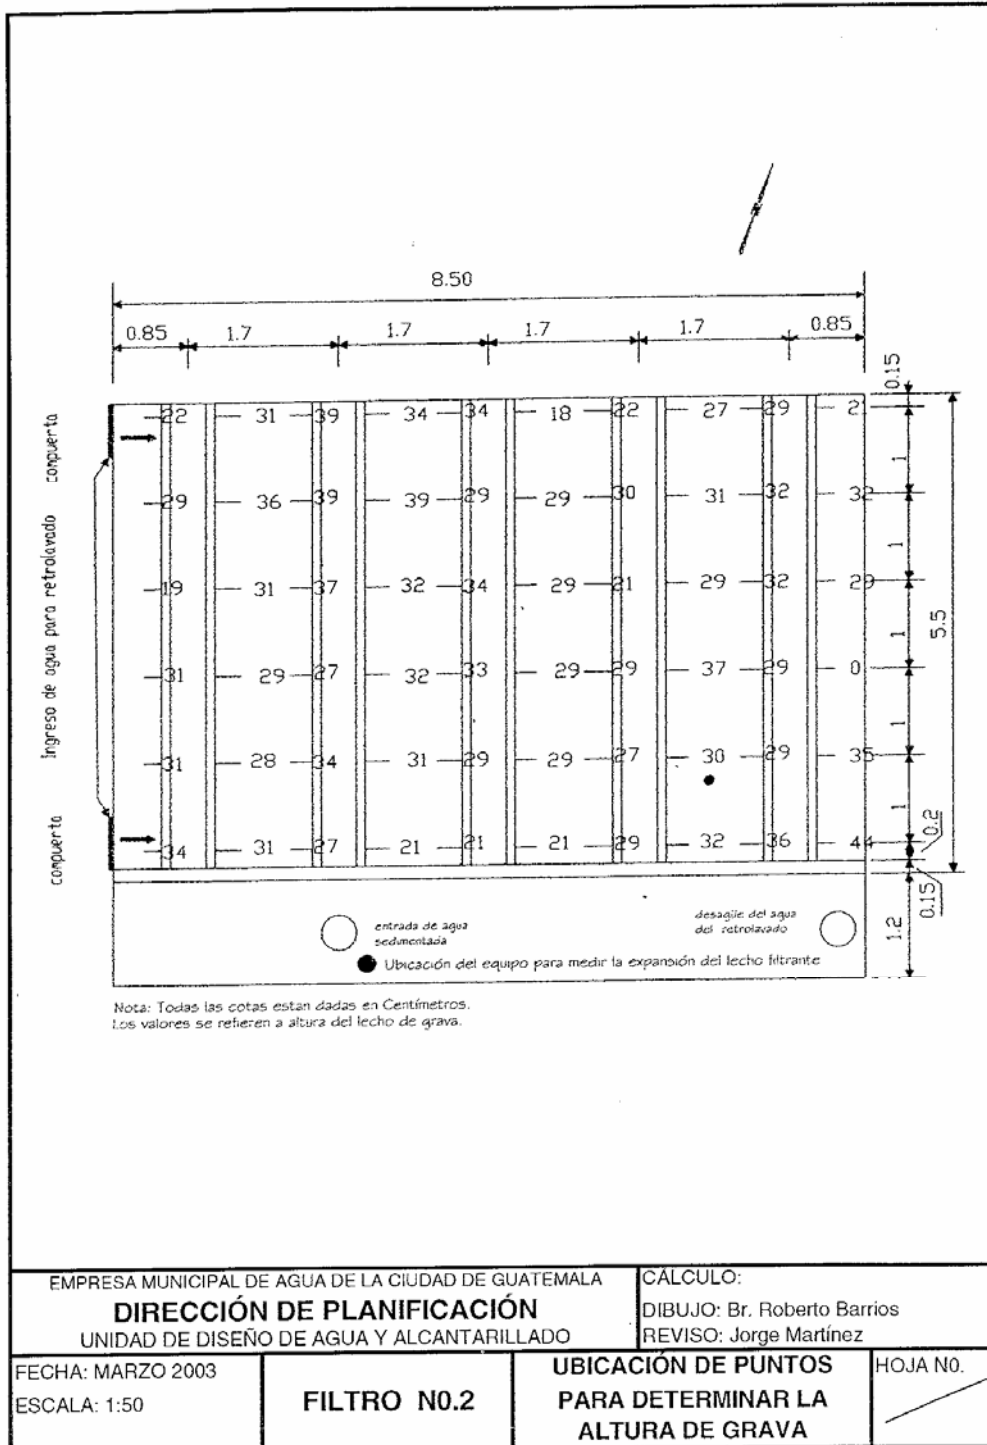 8.50
0.85 1.7 1.7 1.7 1.7 0.85
0.15
22 31 39 34 34 18 22 27 29 2
29 36 39 39 29 29 30 31 32 32
19 31 37 32 34 29 21 29 32 29
31 29 27 32 33 29 29 37 29 0
31 28 34 31 29 29 27 30 29 35
34 31 27 21 21 21 29 32 36 44
1
1
1
1
1
0.2
0.15
5.5
1.2
compuerta
Ingreso de agua para retrolavado
compuerta
entrada de agua
sedimentada
desagüe del agua
del retrolavado
Ubicación del equipo para medir la expansión del lecho filtrante
Nota: Todas las cotas estan dadas en Centímetros.
Los valores se refieren a altura del lecho de grava.
EMPRESA MUNICIPAL DE AGUA DE LA CIUDAD DE GUATEMALA
DIRECCIÓN DE PLANIFICACIÓN
UNIDAD DE DISEÑO DE AGUA Y ALCANTARILLADO
CÁLCULO:
DIBUJO: Br. Roberto Barrios
REVISO: Jorge Martínez
FECHA: MARZO 2003
ESCALA: 1:50
FILTRO N0.2
UBICACIÓN DE PUNTOS
PARA DETERMINAR LA
ALTURA DE GRAVA
HOJA N0.